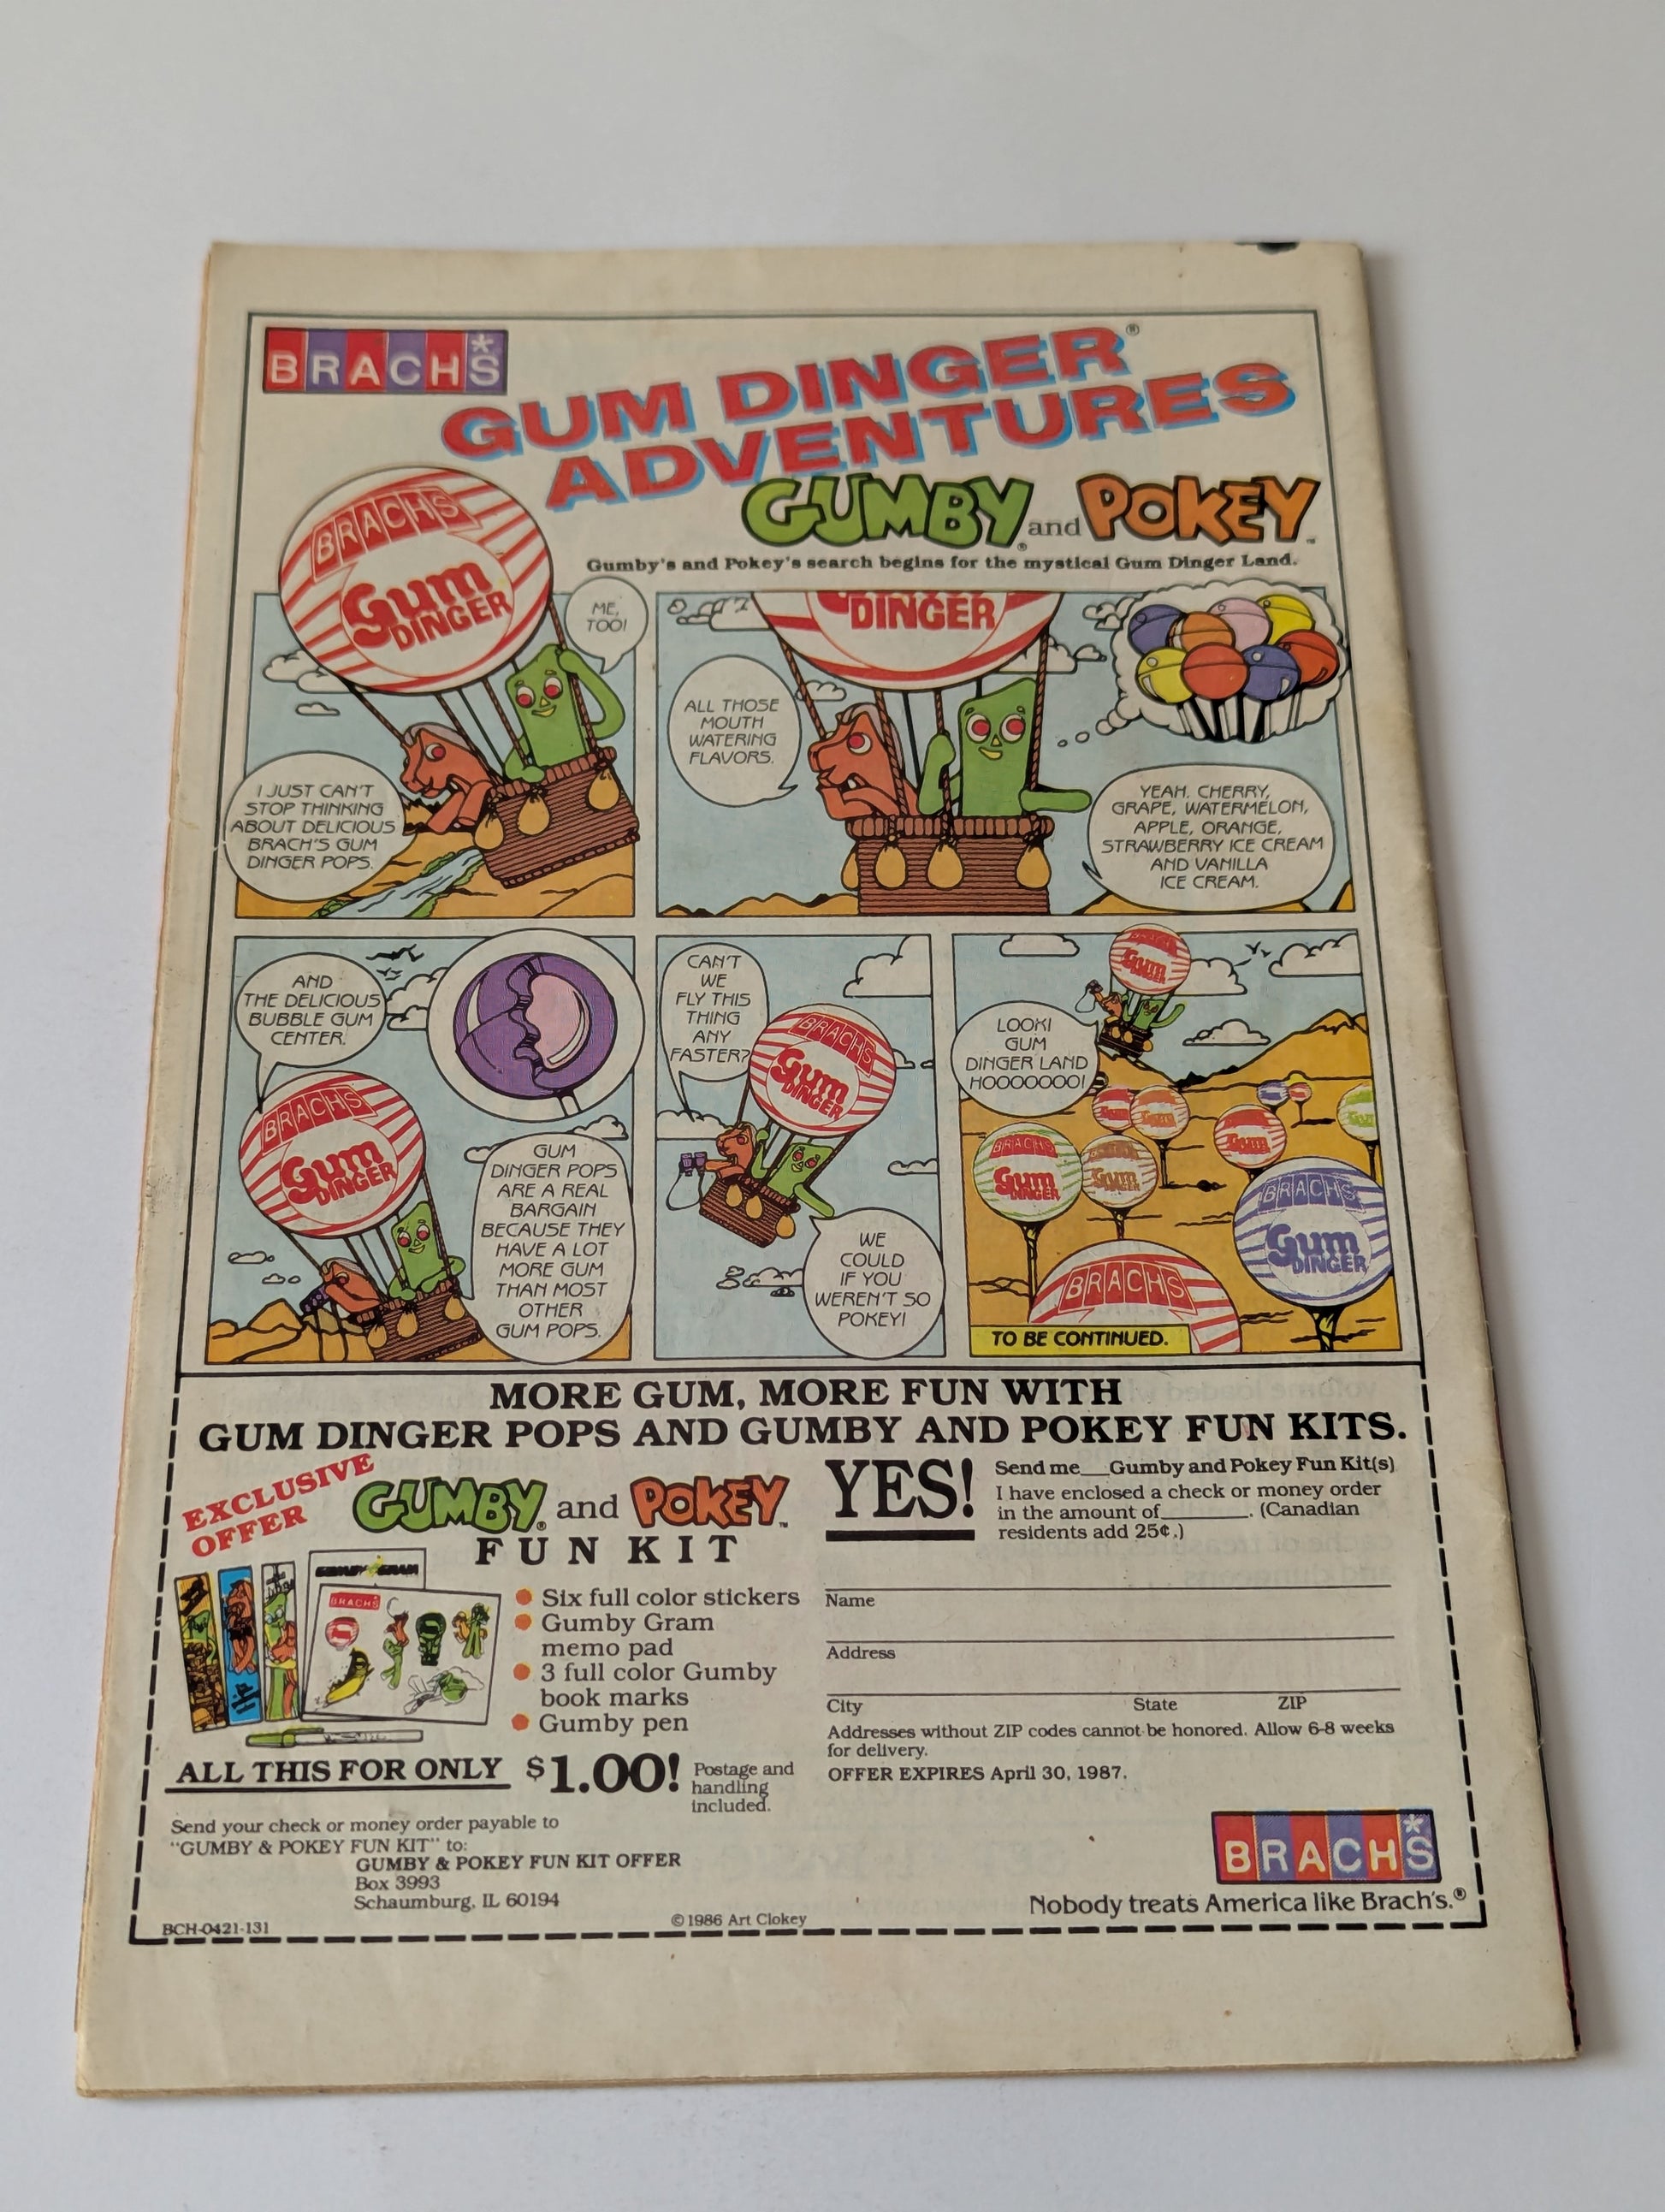 BRACH'S
GUM DINGER®
ADVENTURES
GUMBY® and POKEY™
Gumby's and Pokey's search begins for the mystical Gum Dinger Land.
BRACH'S
Gum
DINGER
ME,
TOO!
I JUST CAN'T
STOP THINKING
ABOUT DELICIOUS
BRACH'S GUM
DINGER POPS.
DINGER
ALL THOSE
MOUTH
WATERING
FLAVORS.
YEAH. CHERRY,
GRAPE, WATERMELON,
APPLE, ORANGE,
STRAWBERRY ICE CREAM
AND VANILLA
ICE CREAM.
AND
THE DELICIOUS
BUBBLE GUM
CENTER.
BRACH'S
Gum
DINGER
GUM
DINGER POPS
ARE A REAL
BARGAIN
BECAUSE THEY
HAVE A LOT
MORE GUM
THAN MOST
OTHER
GUM POPS.
CAN'T
WE
FLY THIS
THING
ANY
FASTER?
BRACH'S
Gum
DINGER
WE
COULD
IF YOU
WEREN'T SO
POKEY!
BRACH'S
Gum
DINGER
LOOK!
GUM
DINGER LAND
HOOOOOOO!
Gum
Gum
Gum
BRACH'S
Gum
DINGER
Gum
DINGER
BRACH'S
Gum
DINGER
BRACH'S
TO BE CONTINUED.
MORE GUM, MORE FUN WITH
GUM DINGER POPS AND GUMBY AND POKEY FUN KITS.
EXCLUSIVE
OFFER
GUMBY® and POKEY™
FUN KIT
GUMBY GRAM
BRACH'S
Six full color stickers
Gumby Gram
memo pad
3 full color Gumby
book marks
Gumby pen
ALL THIS FOR ONLY $1.00! Postage and
handling
included.
Send your check or money order payable to
"GUMBY & POKEY FUN KIT" to:
GUMBY & POKEY FUN KIT OFFER
Box 3993
Schaumburg, IL 60194
BCH-0421-131
©1986 Art Clokey
YES!
Send me__Gumby and Pokey Fun Kit(s)
I have enclosed a check or money order
in the amount of________. (Canadian
residents add 25¢.)
Name
Address
City State ZIP
Addresses without ZIP codes cannot be honored. Allow 6-8 weeks
for delivery.
OFFER EXPIRES April 30, 1987.
BRACH'S
Nobody treats America like Brach's.®